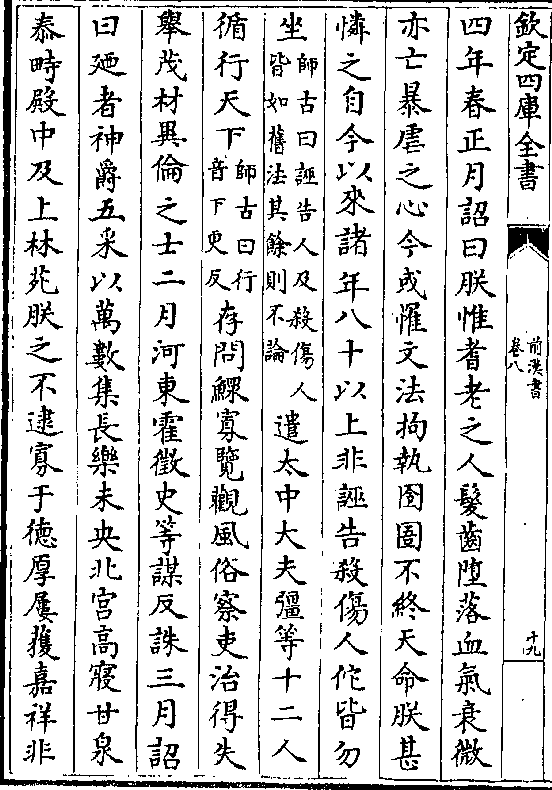 欽定四庫全書
前漢書
卷八
十九
四年春正月詔曰朕惟耆老之人髮齒堕落血氣衰微
亦亡暴虐之心今或罹文法拘執囹圄不終天命朕甚
憐之自今以來諸年八十以上非誣告殺傷人佗皆勿
坐師古曰誣告人及殺傷人皆如舊法其餘則不論遣太中大夫彊等十二人
循行天下師古曰行音下更反存問鰥寡覽觀風俗察吏治得失
舉茂材異倫之士二月河東霍徵史等謀反誅三月詔
曰廼者神爵五采以萬數集長樂未央北宫高寢甘泉
泰畤殿中及上林苑朕之不逮寡于徳厚屢獲嘉祥非